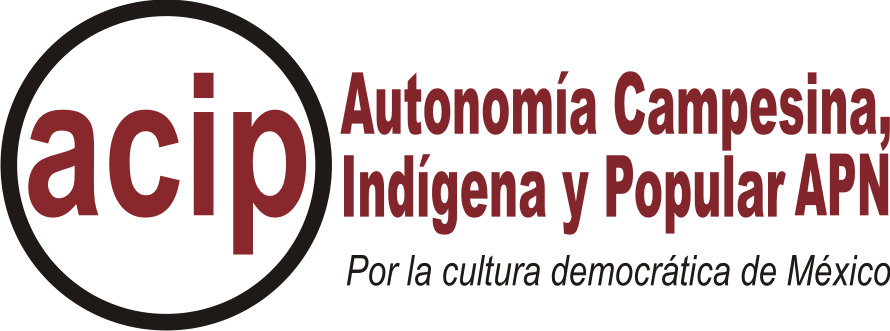 acip
Autonomía Campesina,
Indígena y Popular APN
Por la cultura democrática de México